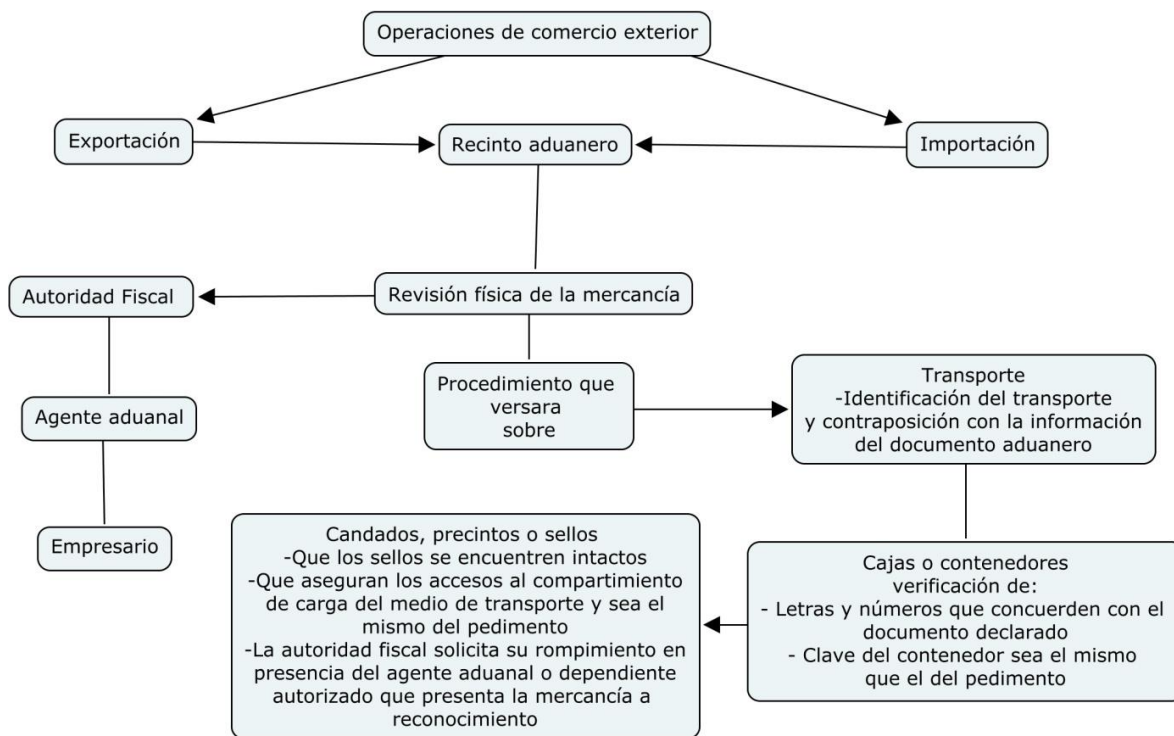 Operaciones de comercio exterior
Exportación
Recinto aduanero
Importación
Autoridad Fiscal
Revisión física de la mercancía
Agente aduanal
Empresario
Procedimiento que
versara
sobre
Transporte
-Identificación del transporte
y contraposición con la información
del documento aduanero
Cajas o contenedores
verificación de:
- Letras y números que concuerden con el
documento declarado
- Clave del contenedor sea el mismo
que el del pedimento
Candados, precintos o sellos
-Que los sellos se encuentren intactos
-Que aseguran los accesos al compartimiento
de carga del medio de transporte y sea el
mismo del pedimento
-La autoridad fiscal solicita su rompimiento en
presencia del agente aduanal o dependiente
autorizado que presenta la mercancía a
reconocimiento